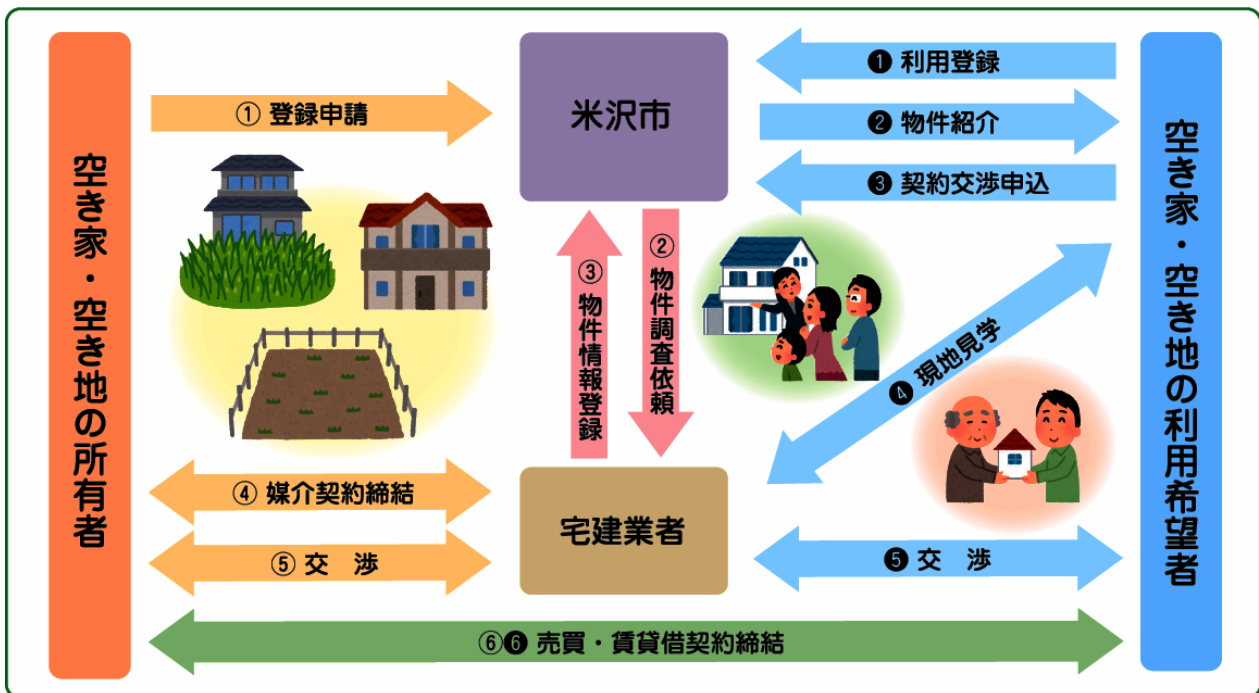 空き家・空き地の所有者
① 登録申請
米沢市
❶ 利用登録
❷ 物件紹介
❸ 契約交渉申込
空き家・空き地の利用希望者
③ 物件情報登録
② 物件調査依頼
❹ 現地見学
④ 媒介契約締結
宅建業者
⑤ 交　渉
❺ 交　渉
⑥❻ 売買・賃貸借契約締結